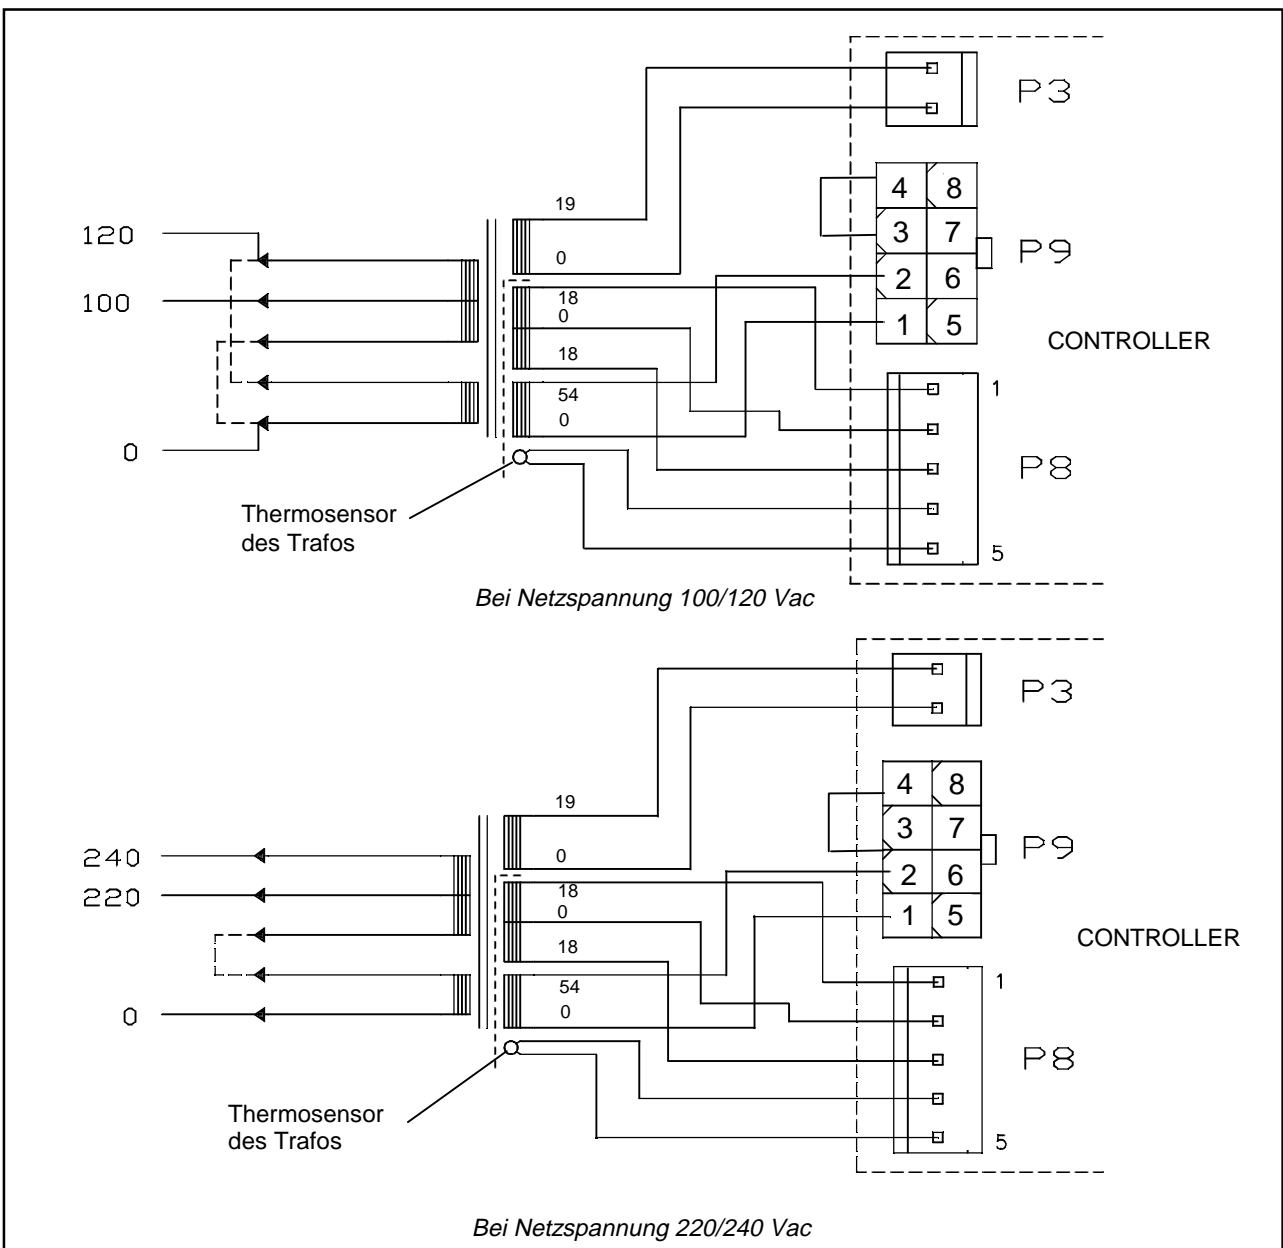 P3
4 8
19
3 7
120
P9
0
2 6
100
18
0
1 5
CONTROLLER
18
1
54
0
0
P8
Thermosensor
des Trafos
5
Bei Netzspannung 100/120 Vac
P3
4 8
19
3 7
240
0
P9
2 6
220
18
0
1 5
CONTROLLER
18
1
54
0
0
P8
Thermosensor
des Trafos
5
Bei Netzspannung 220/240 Vac